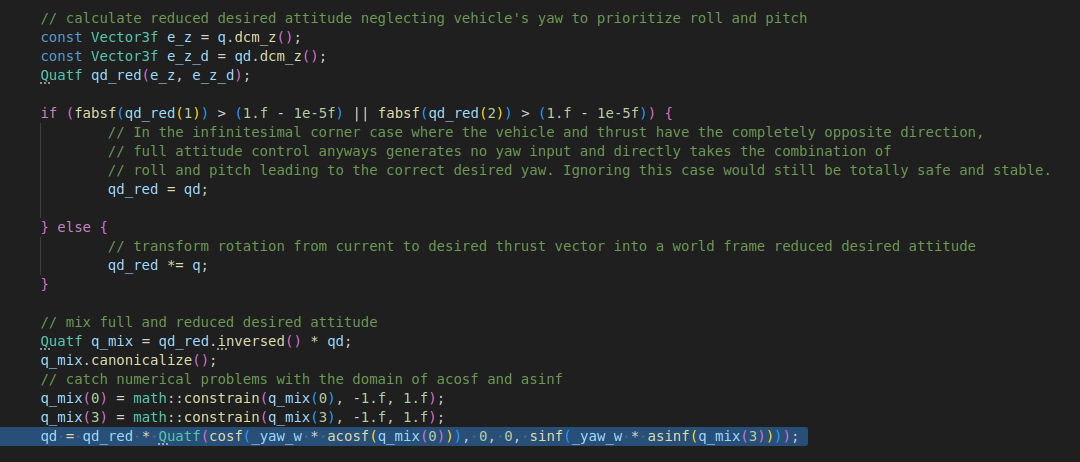 // calculate reduced desired attitude neglecting vehicle's yaw to prioritize roll and pitch
const Vector3f e_z = q.dcm_z();
const Vector3f e_z_d = qd.dcm_z();
Quatf qd_red(e_z, e_z_d);
if (fabsf(qd_red(1)) > (1.f - 1e-5f) || fabsf(qd_red(2)) > (1.f - 1e-5f)) {
// In the infinitesimal corner case where the vehicle and thrust have the completely opposite direction,
// full attitude control anyways generates no yaw input and directly takes the combination of
// roll and pitch leading to the correct desired yaw. Ignoring this case would still be totally safe and stable.
qd_red = qd;
} else {
// transform rotation from current to desired thrust vector into a world frame reduced desired attitude
qd_red *= q;
}
// mix full and reduced desired attitude
Quatf q_mix = qd_red.inversed() * qd;
q_mix.canonicalize();
// catch numerical problems with the domain of acosf and asinf
q_mix(0) = math::constrain(q_mix(0), -1.f, 1.f);
q_mix(3) = math::constrain(q_mix(3), -1.f, 1.f);
qd = qd_red * Quatf(cosf(_yaw_w * acosf(q_mix(0))), 0, 0, sinf(_yaw_w * asinf(q_mix(3))));